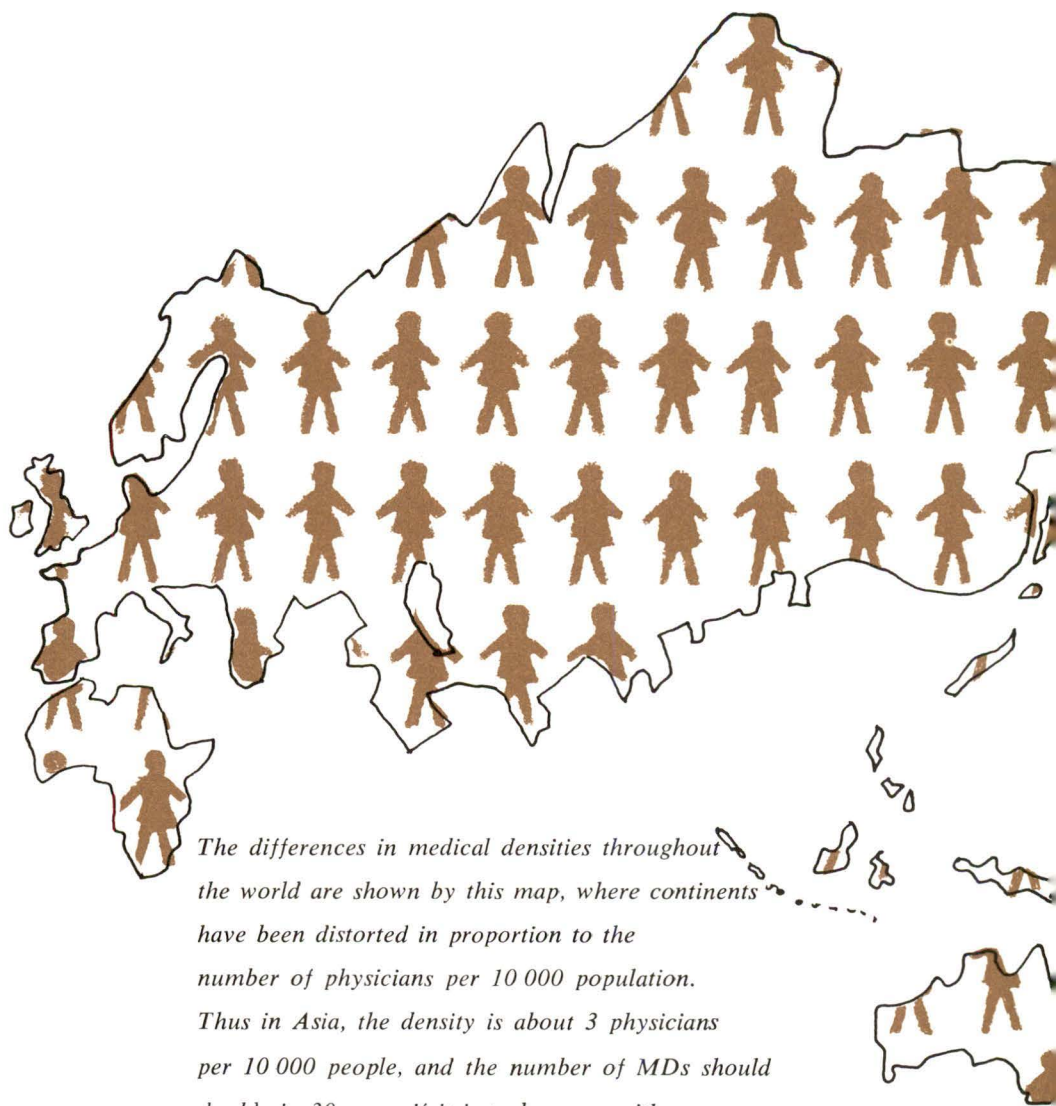 The differences in medical densities throughout
the world are shown by this map, where continents
have been distorted in proportion to the
number of physicians per 10 000 population.
Thus in Asia, the density is about 3 physicians
per 10 000 people, and the number of MDs should